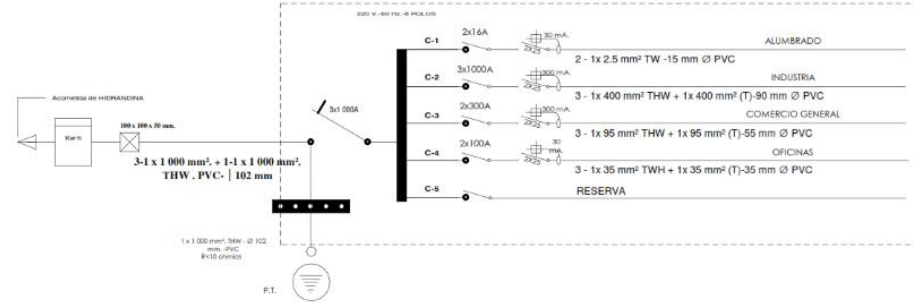 220 V.-60 Hz.-8 POLOS
C-1
2x16A
30 mA.
2x25
ALUMBRADO
2 - 1x 2.5 mm² TW -15 mm Ø PVC
C-2
3x1000A
300 mA.
2x25
INDUSTRIA
3 - 1x 400 mm² THW + 1x 400 mm² (T)-90 mm Ø PVC
C-3
2x300A
300 mA.
2x25
COMERCIO GENERAL
3 - 1x 95 mm² THW + 1x 95 mm² (T)-55 mm Ø PVC
C-4
2x100A
30
mA.
2x25
OFICINAS
3 - 1x 35 mm² TWH + 1x 35 mm² (T)-35 mm Ø PVC
C-5
RESERVA
Acometida de HIDRANDINA
Kw-h
100 x 100 x 50 mm.
3x1 000A
3-1 x 1 000 mm². + 1-1 x 1 000 mm².
THW . PVC- | 102 mm
1 x 1 000 mm². THW - Ø 102
mm. -PVC
R<10 ohmios
P.T.